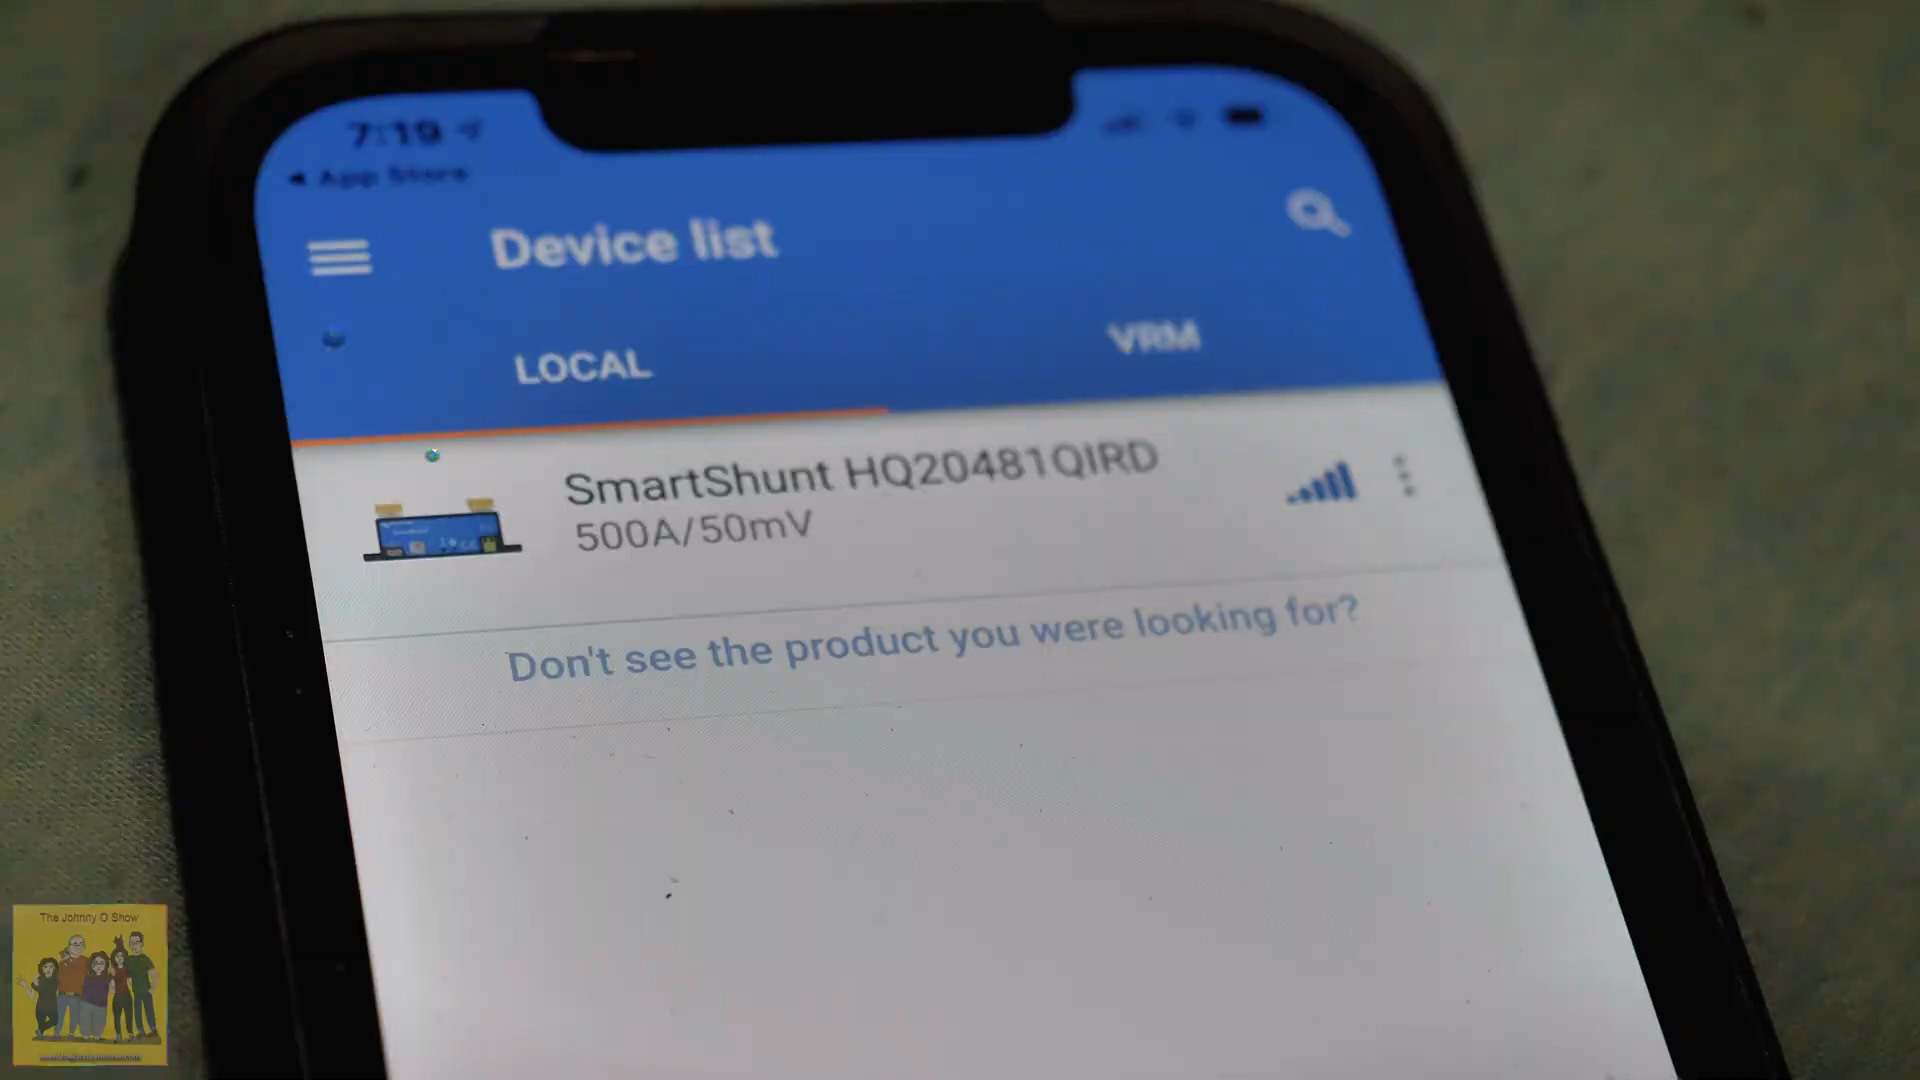 7:19
App Store
Device list
LOCAL
VRM
SmartShunt HQ20481QIRD
500A/50mV
Don't see the product you were looking for?
The Johnny O Show